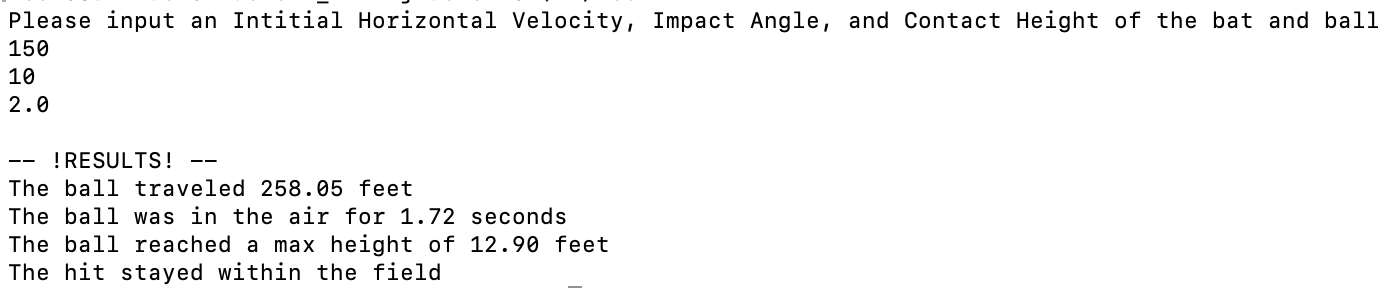 Please input an Intitial Horizontal Velocity, Impact Angle, and Contact Height of the bat and ball
150
10
2.0
-- !RESULTS! --
The ball traveled 258.05 feet
The ball was in the air for 1.72 seconds
The ball reached a max height of 12.90 feet
The hit stayed within the field